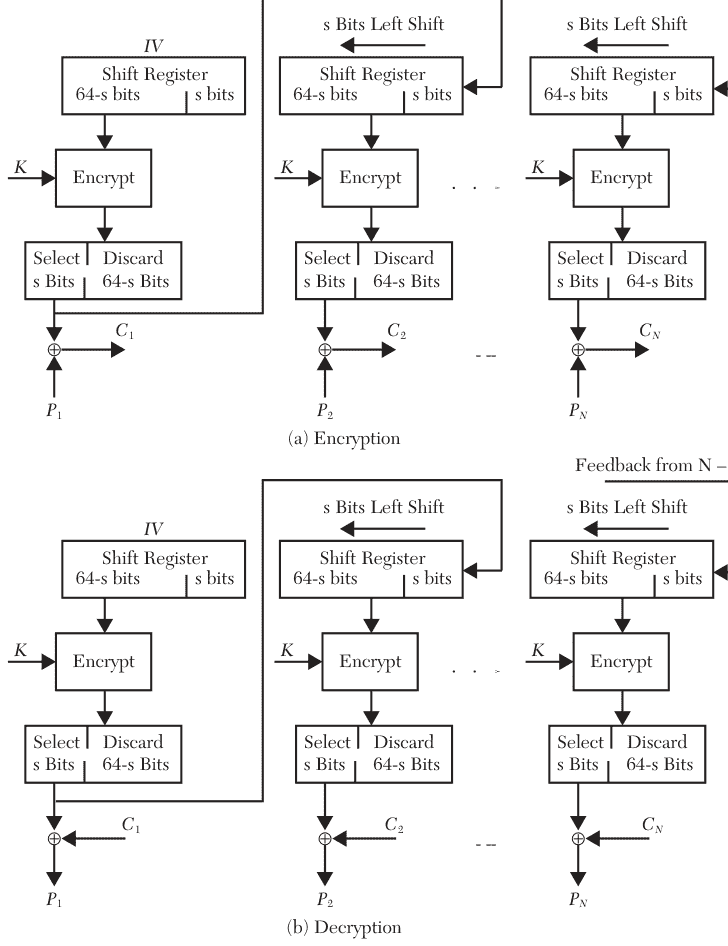 s Bits Left Shift s Bits Left Shift
IV
Shift Register Shift Register Shift Register
64-s bits s bits 64-s bits s bits 64-s bits s bits
K Encrypt K Encrypt . . - K Encrypt
Select Discard Select Discard Select Discard
s Bits 64-s Bits s Bits 64-s Bits s Bits 64-s Bits
C1 C2 CN
⊕ ⊕ -- ⊕
P1 P2 PN
(a) Encryption
Feedback from N –
s Bits Left Shift s Bits Left Shift
IV
Shift Register Shift Register Shift Register
64-s bits s bits 64-s bits s bits 64-s bits s bits
K Encrypt K Encrypt . . > K Encrypt
Select Discard Select Discard Select Discard
s Bits 64-s Bits s Bits 64-s Bits s Bits 64-s Bits
C1 C2 CN
⊕ ⊕ -- ⊕
P1 P2 PN
(b) Decryption